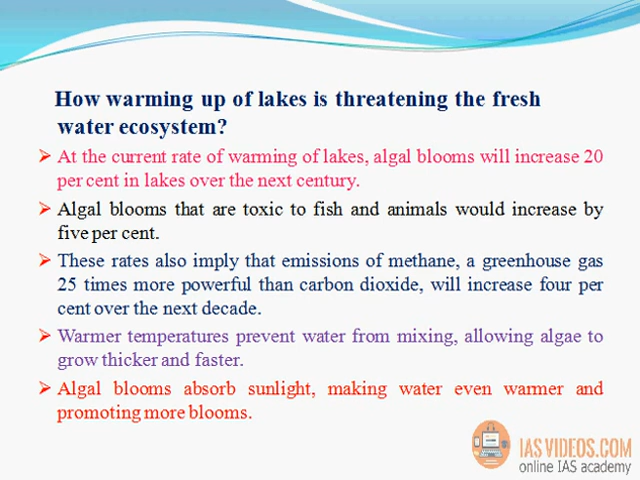 How warming up of lakes is threatening the fresh
water ecosystem?
At the current rate of warming of lakes, algal blooms will increase 20
per cent in lakes over the next century.
Algal blooms that are toxic to fish and animals would increase by
five per cent.
These rates also imply that emissions of methane, a greenhouse gas
25 times more powerful than carbon dioxide, will increase four per
cent over the next decade.
Warmer temperatures prevent water from mixing, allowing algae to
grow thicker and faster.
Algal blooms absorb sunlight, making water even warmer and
promoting more blooms.
IASVIDEOS.COM
online IAS academy